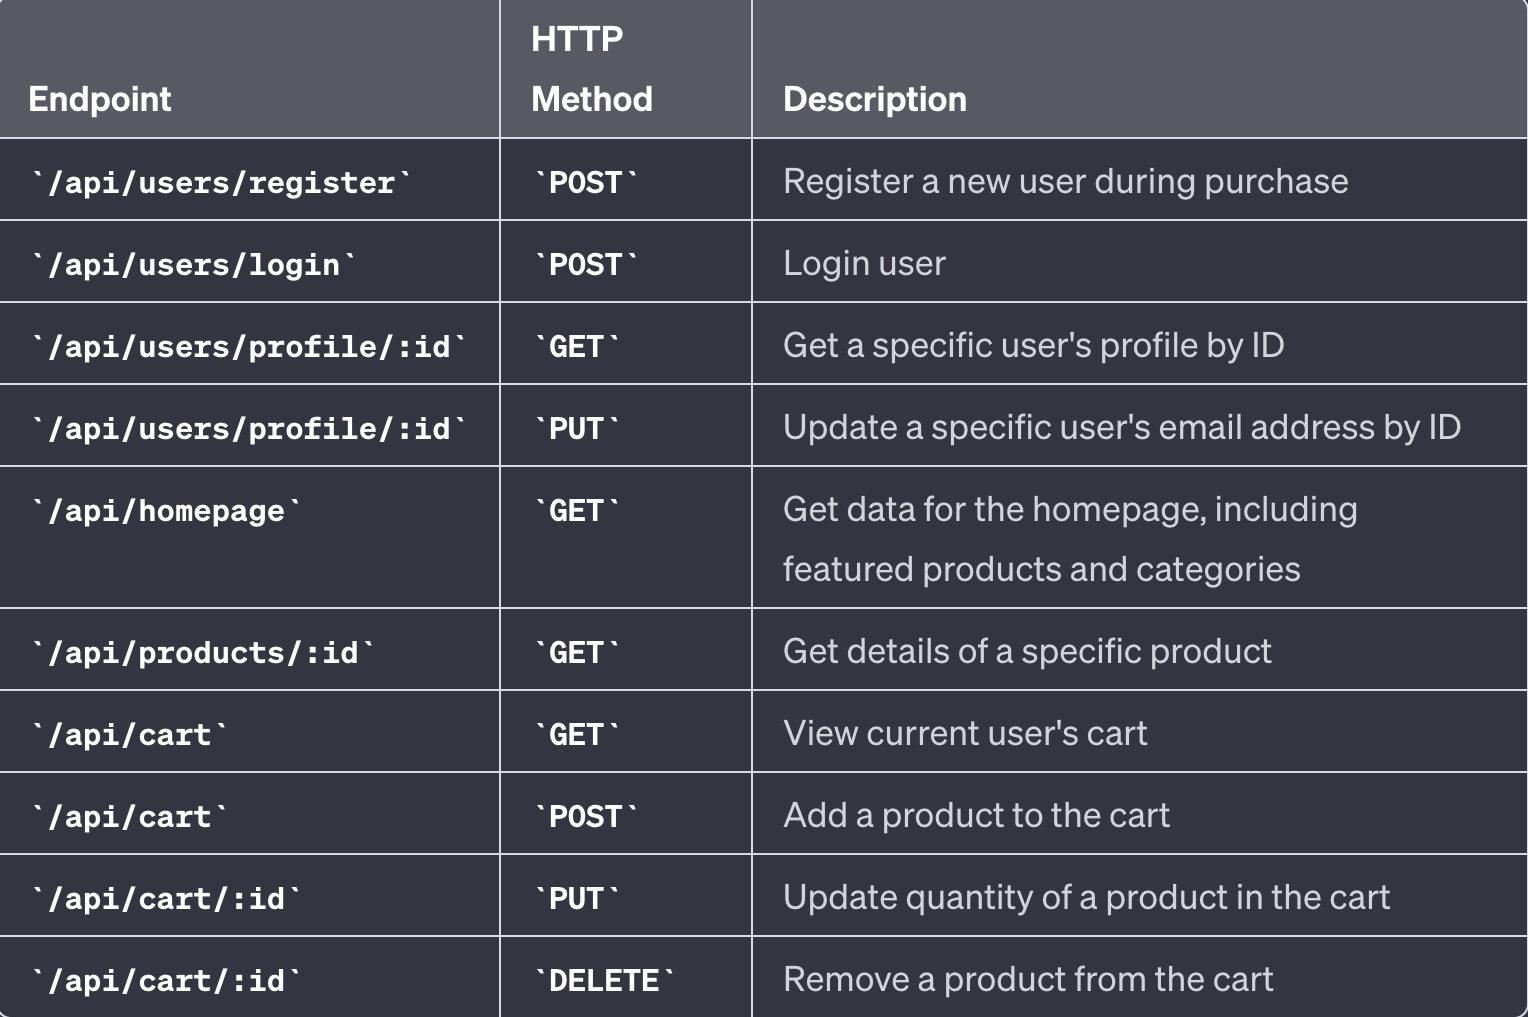 Endpoint HTTP Method Description
`/api/users/register` `POST` Register a new user during purchase
`/api/users/login` `POST` Login user
`/api/users/profile/:id` `GET` Get a specific user's profile by ID
`/api/users/profile/:id` `PUT` Update a specific user's email address by ID
`/api/homepage` `GET` Get data for the homepage, including
featured products and categories
`/api/products/:id` `GET` Get details of a specific product
`/api/cart` `GET` View current user's cart
`/api/cart` `POST` Add a product to the cart
`/api/cart/:id` `PUT` Update quantity of a product in the cart
`/api/cart/:id` `DELETE` Remove a product from the cart